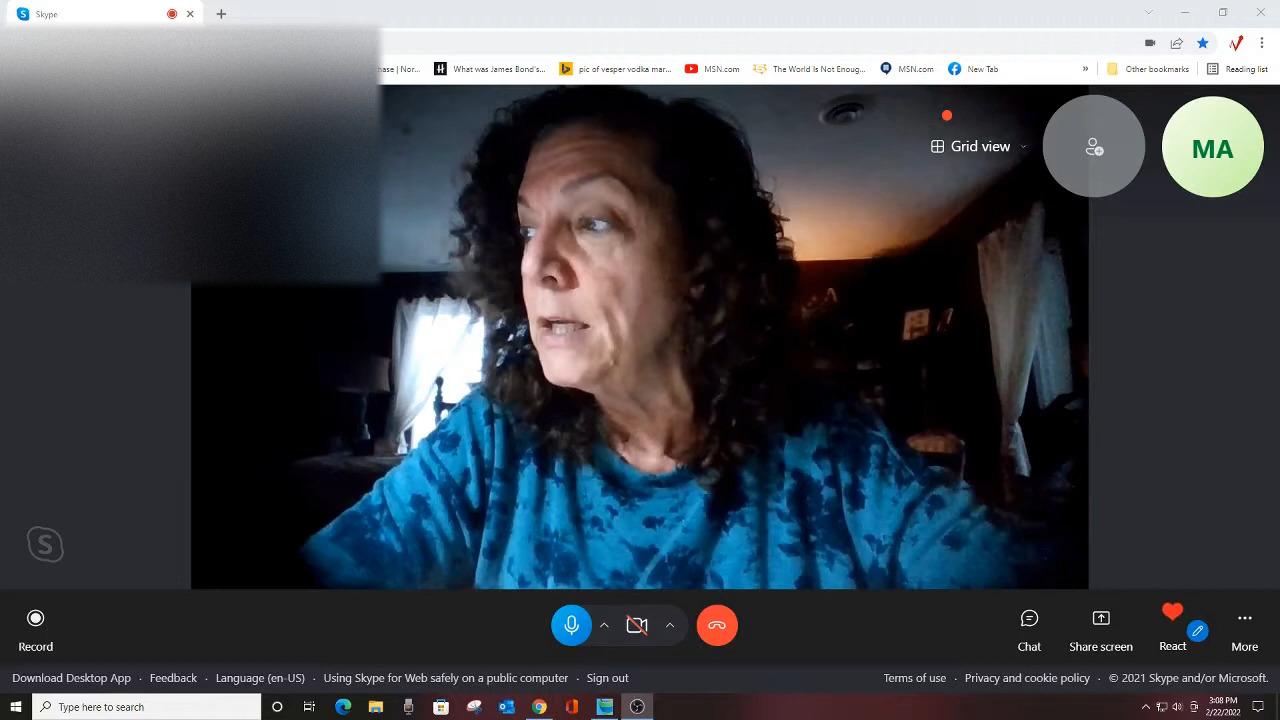 Skype
hase | Nor...
What was James Bond's...
pic of vesper vodka mar...
MSN.com
The World Is Not Enoug...
MSN.com
New Tab
»
Other bookmarks
Grid view
MA
S
Record
Chat
Share screen
React
More
Download Desktop App
Feedback
Language (en-US)
Using Skype for Web safely on a public computer
Sign out
Terms of use
Privacy and cookie policy
© 2021 Skype and/or Microsoft.
Type here to search
3:08 PM
2/22/2022